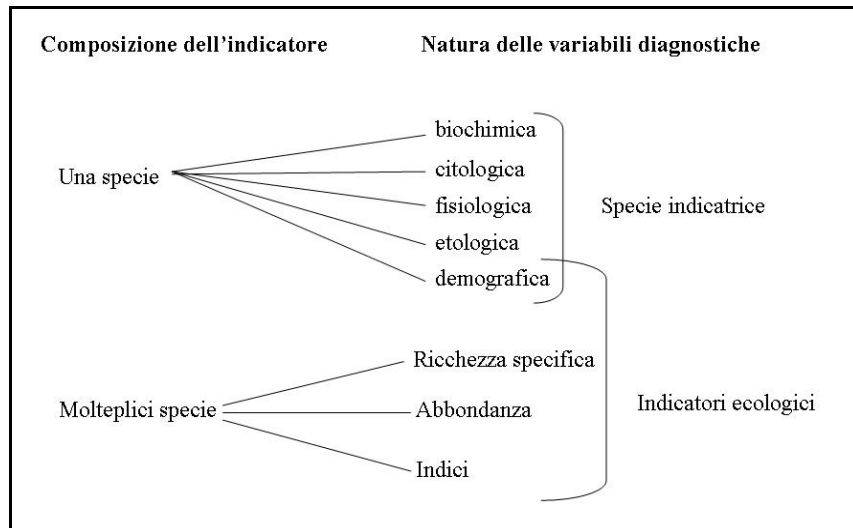 Composizione dell'indicatore
Natura delle variabili diagnostiche
Una specie
biochimica
citologica
fisiologica
etologica
demografica
Specie indicatrice
Molteplici specie
Ricchezza specifica
Abbondanza
Indici
Indicatori ecologici